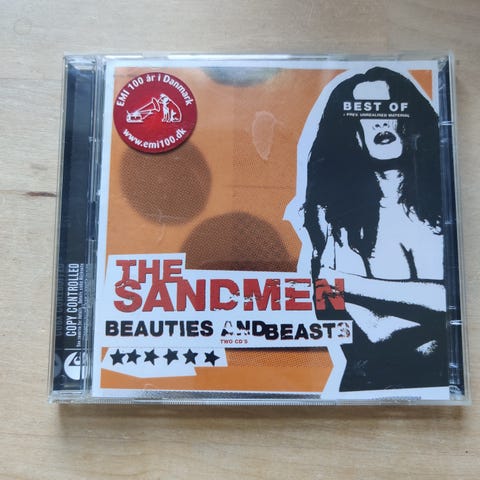 EMI 100 år i Danmark
www.emi100.dk
BEST OF
+ PREV. UNREALISED MATERIAL
THE
SANDMEN
BEAUTIES AND BEASTS
TWO CD'S
COPY CONTROLLED